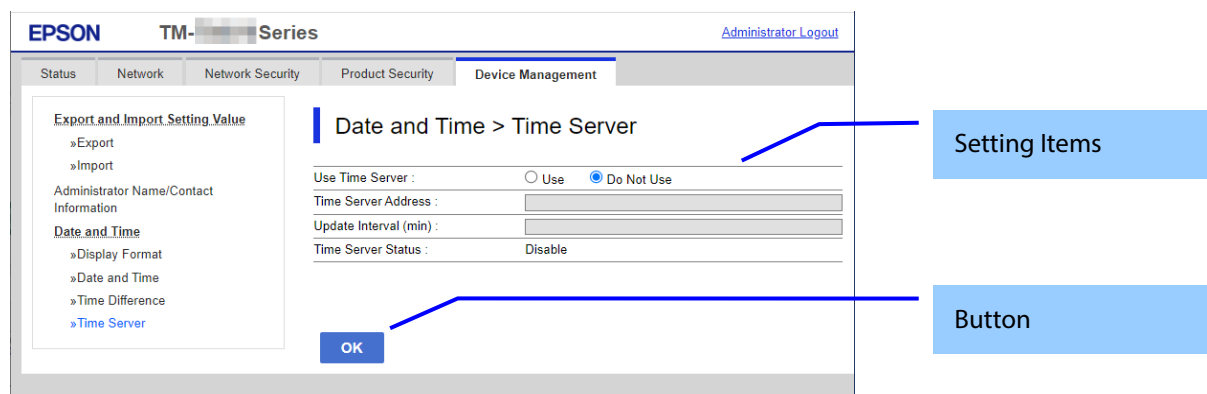 EPSON TM- Series Administrator Logout
Status Network Network Security Product Security Device Management
Export and Import Setting Value
»Export
»Import
Administrator Name/Contact
Information
Date and Time
»Display Format
»Date and Time
»Time Difference
»Time Server
Date and Time > Time Server
Use Time Server : Use Do Not Use
Time Server Address :
Update Interval (min) :
Time Server Status : Disable
OK
Setting Items
Button